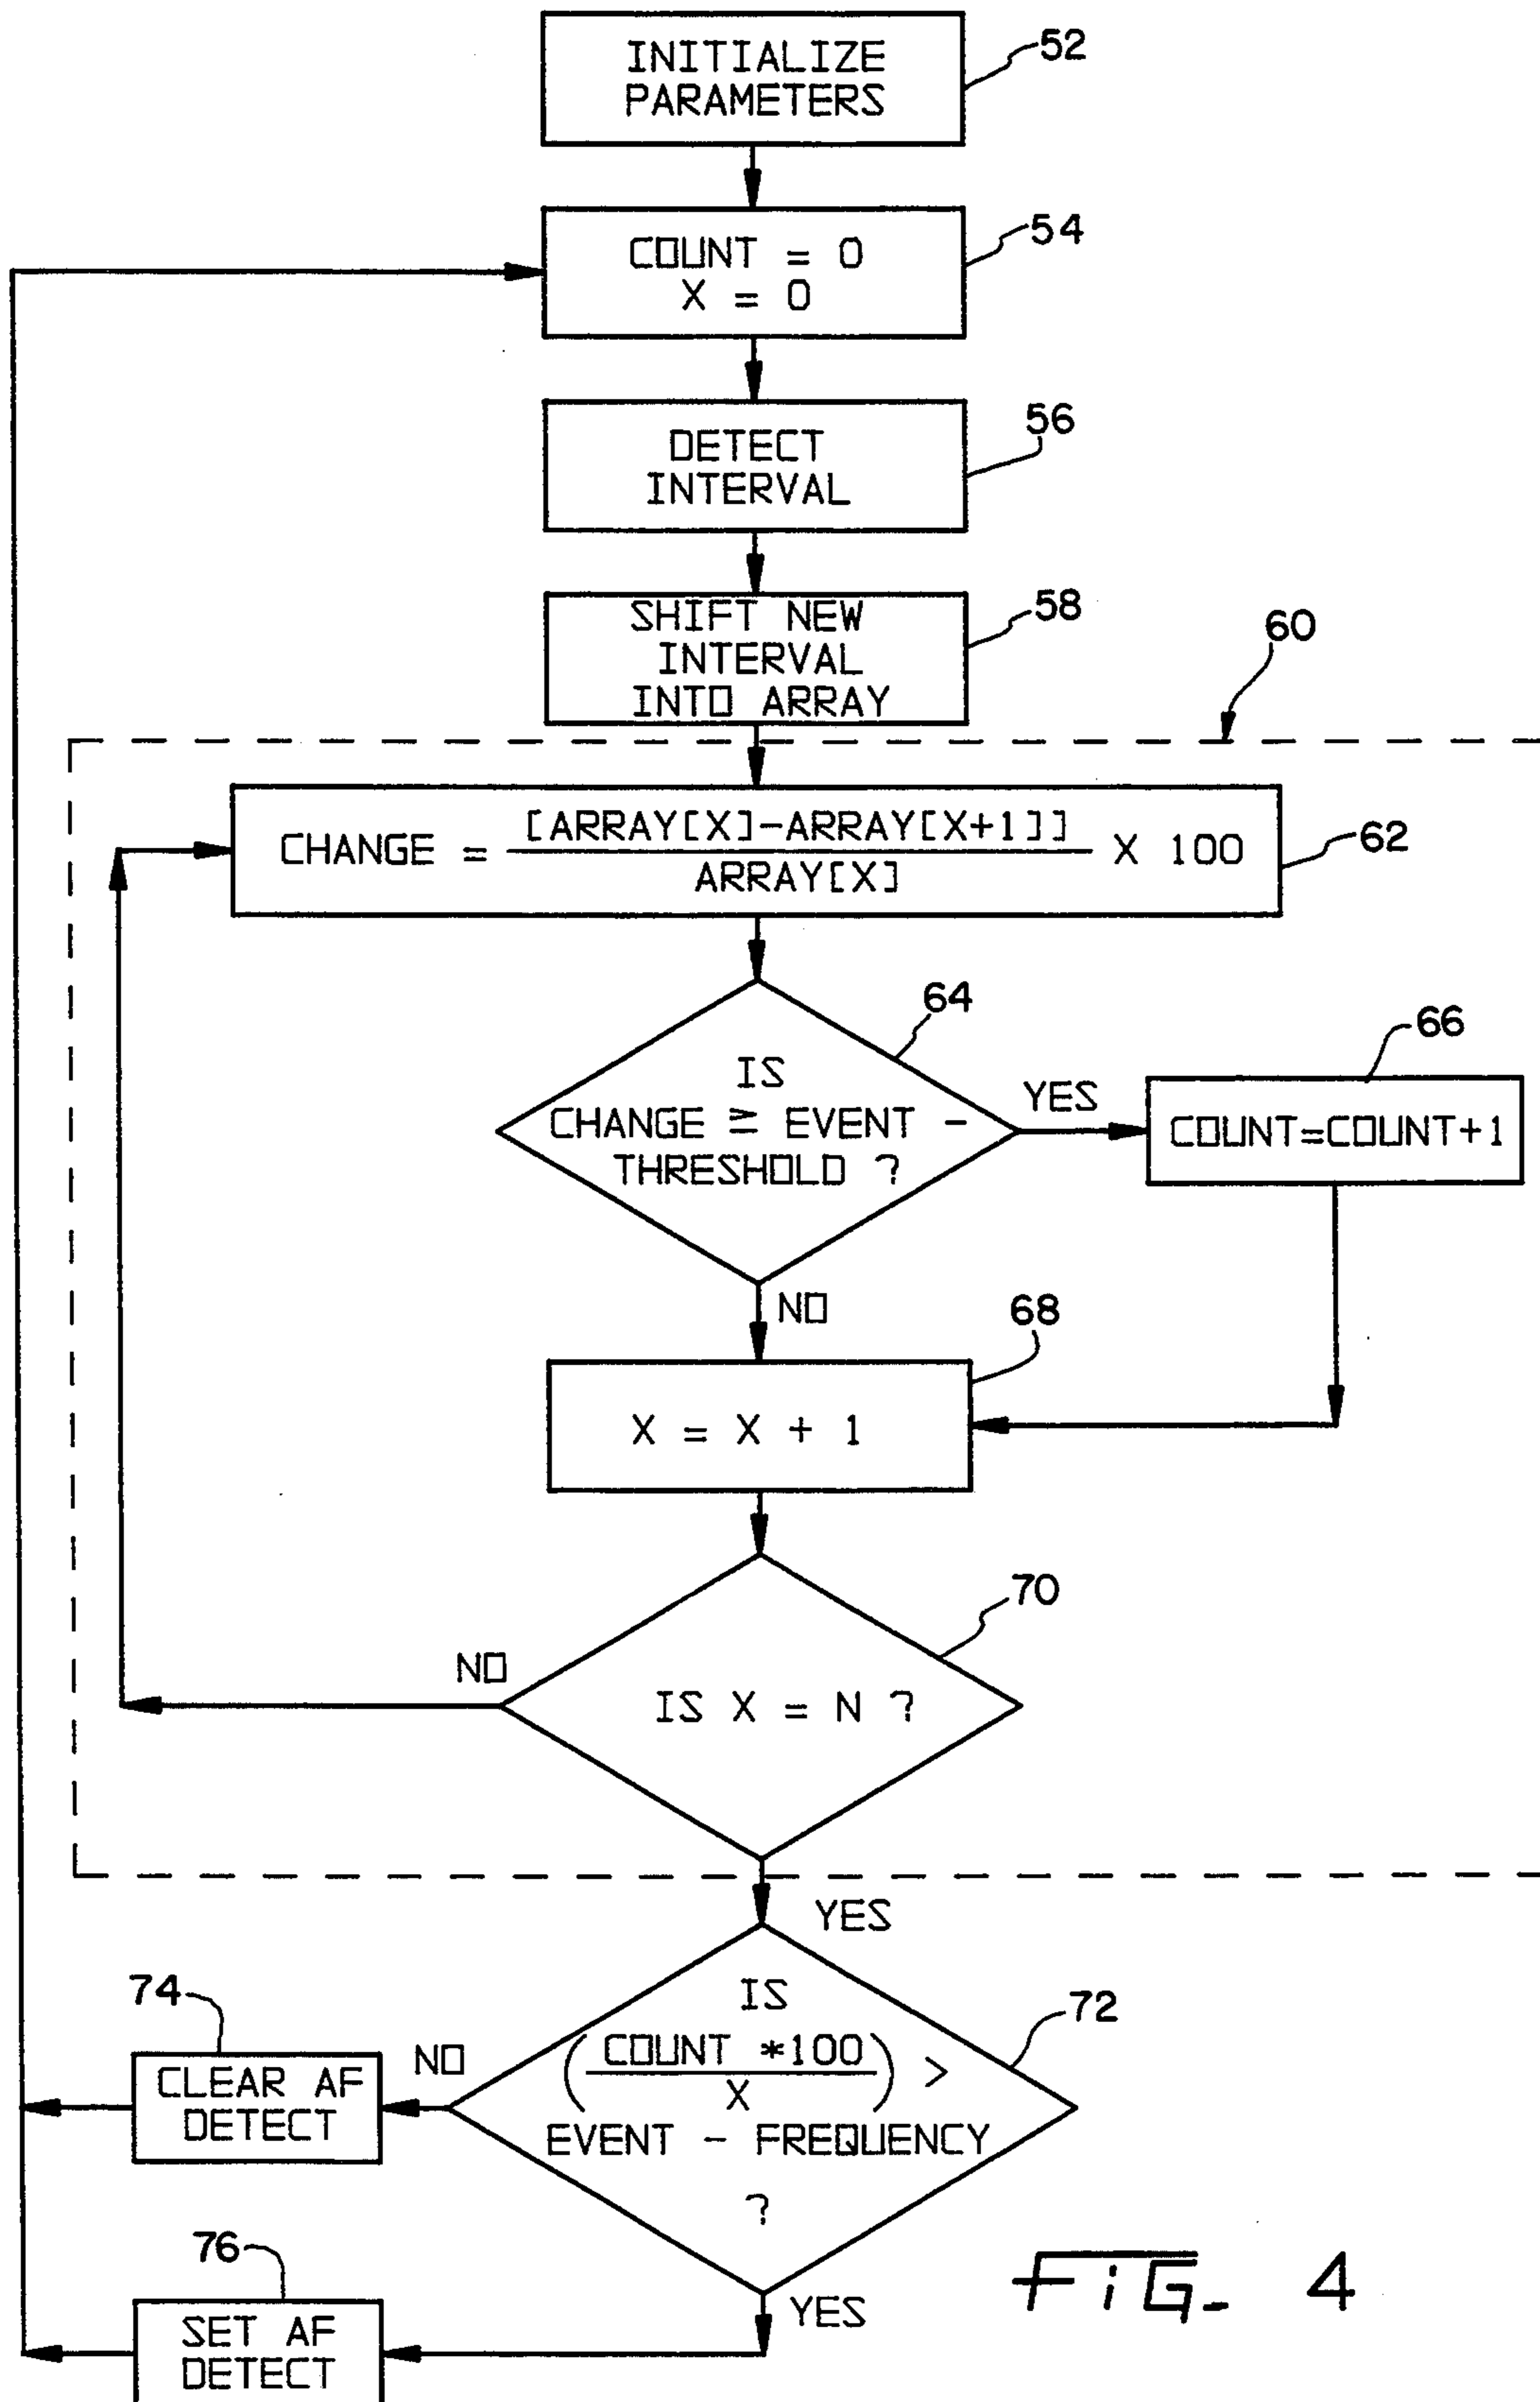 INITIALIZE
PARAMETERS
52
COUNT = 0
X = 0
54
DETECT
INTERVAL
56
SHIFT NEW
INTERVAL
INTO ARRAY
58
60
CHANGE = [ARRAY[X]-ARRAY[X+1]] / ARRAY[X] X 100
62
64
IS
CHANGE ≥ EVENT -
THRESHOLD ?
YES
66
COUNT=COUNT+1
NO
68
X = X + 1
70
NO
IS X = N ?
YES
72
IS
(COUNT *100 / X) >
EVENT - FREQUENCY
?
NO
74
CLEAR AF
DETECT
YES
76
SET AF
DETECT
FiG. 4